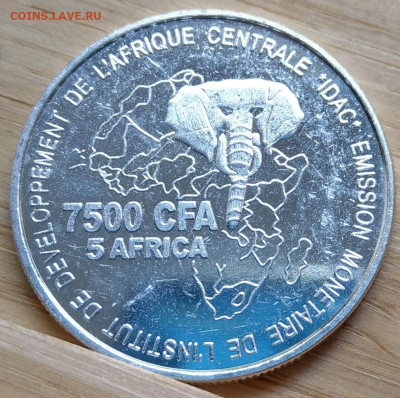 COINS.LAVE.RU
EMISSION MONETAIRE DE L'INSTITUT DE DEVELOPPEMENT DE L'AFRIQUE CENTRALE *IDAC*
7500 CFA
5 AFRICA